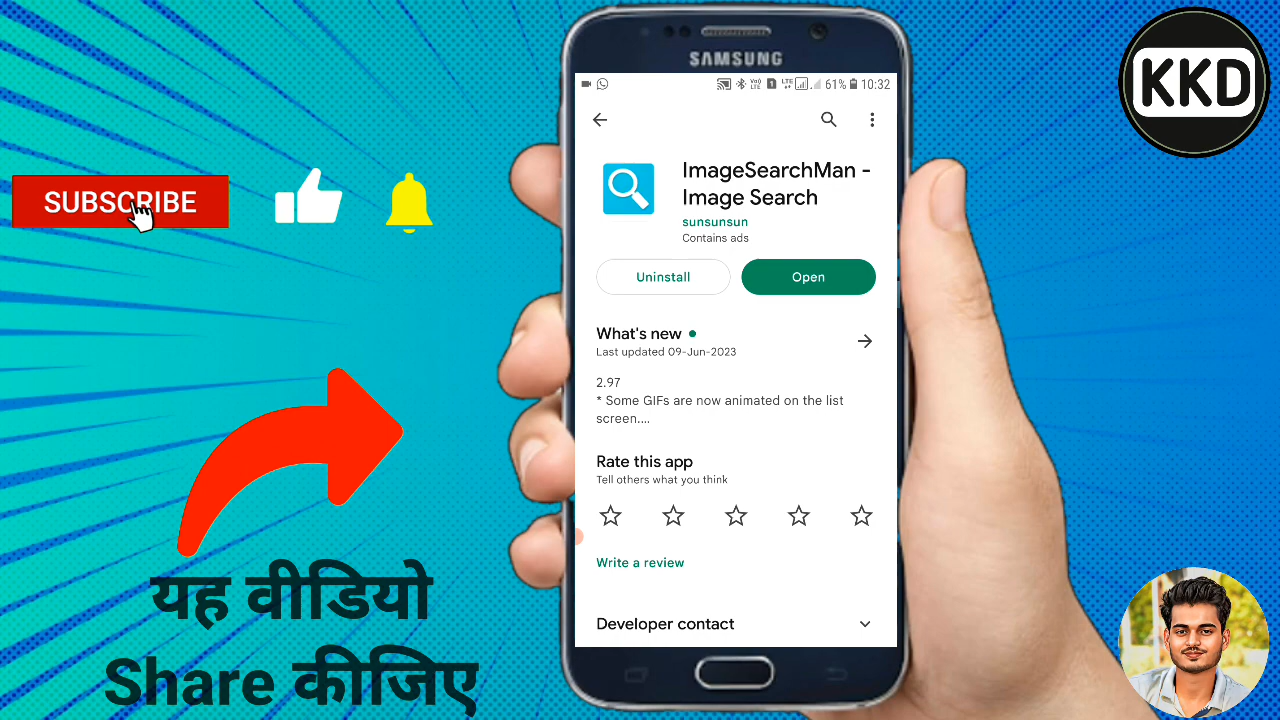 SAMSUNG
KKD
61% 10:32
SUBSCRIBE
ImageSearchMan -
Image Search
sunsunsun
Contains ads
Uninstall
Open
What's new
Last updated 09-Jun-2023
2.97
* Some GIFs are now animated on the list
screen....
Rate this app
Tell others what you think
Write a review
Developer contact
यह वीडियो
Share कीजिए